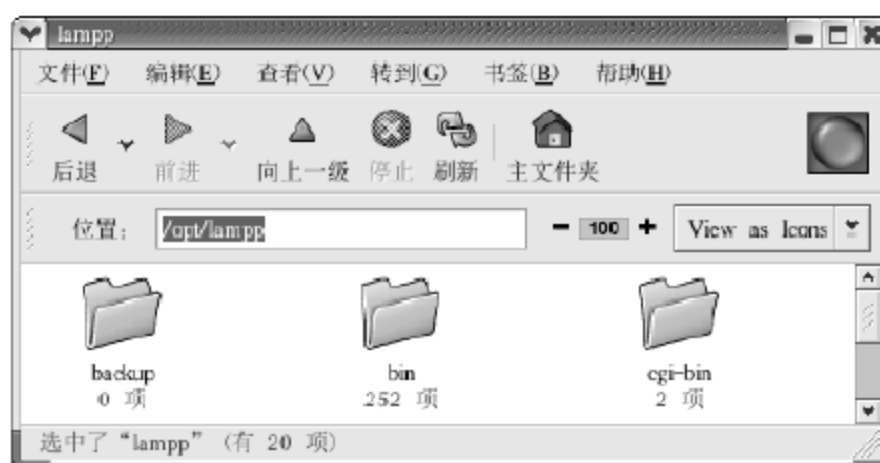 lampp
文件(F) 编辑(E) 查看(V) 转到(G) 书签(B) 帮助(H)
后退 前进 向上一级 停止 刷新 主文件夹
位置: /opt/lampp 100 View as Icons
backup bin cgi-bin
0 项 252 项 2 项
选中了“lampp” (有 20 项)